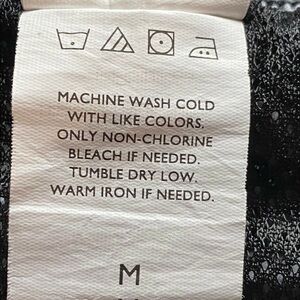 MACHINE WASH COLD
WITH LIKE COLORS.
ONLY NON-CHLORINE
BLEACH IF NEEDED.
TUMBLE DRY LOW.
WARM IRON IF NEEDED.
M